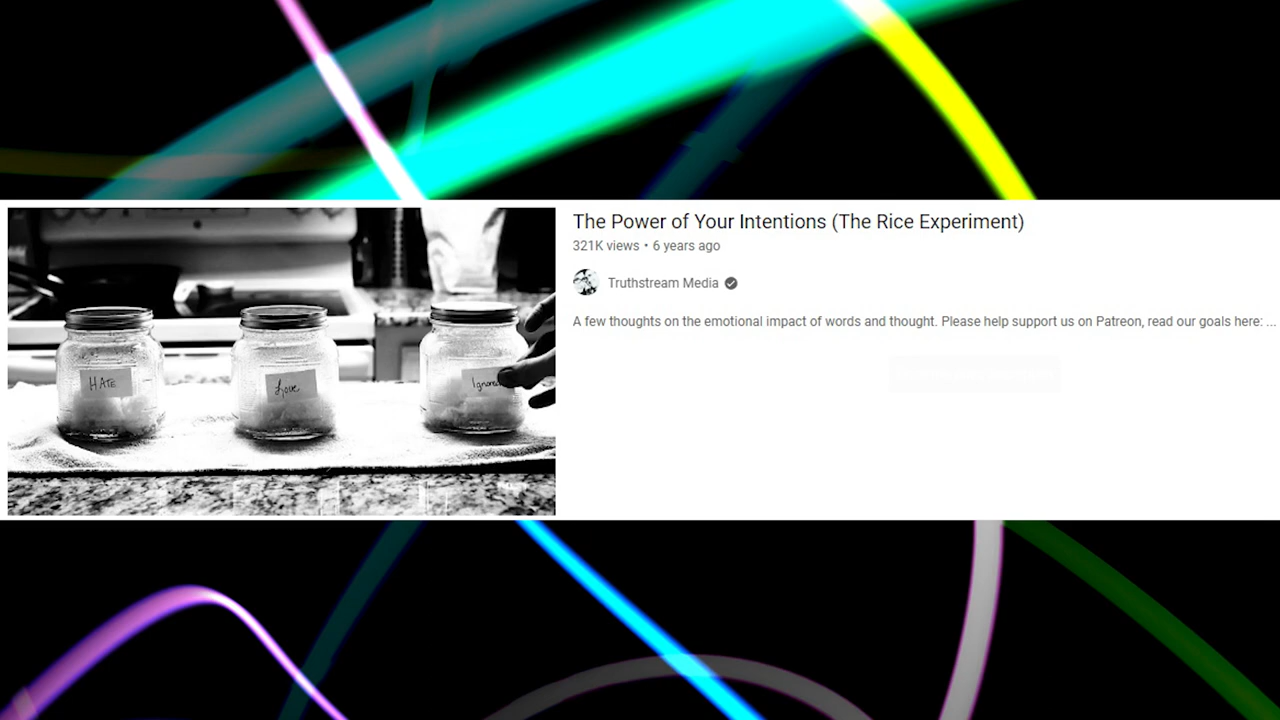 The Power of Your Intentions (The Rice Experiment)
321K views • 6 years ago
Truthstream Media
A few thoughts on the emotional impact of words and thought. Please help support us on Patreon, read our goals here: ...
HATE
Love